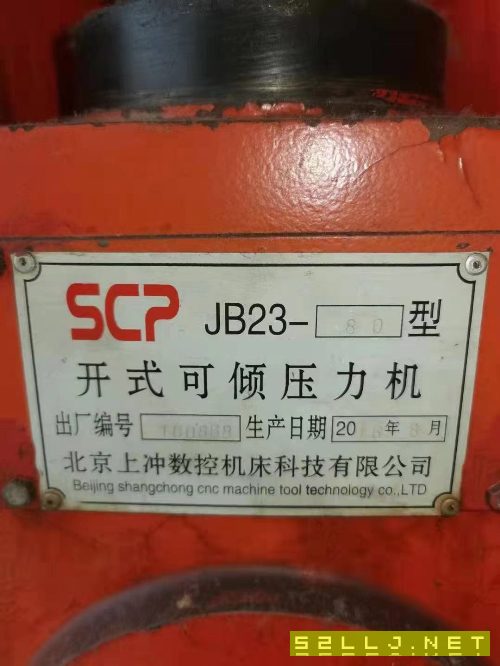 SCP JB23-80型
开式可倾压力机
出厂编号 生产日期 20 年 8 月
北京上冲数控机床科技有限公司
Beijing shangchong cnc machine tool technology co.,LTD
52LLJ.NET